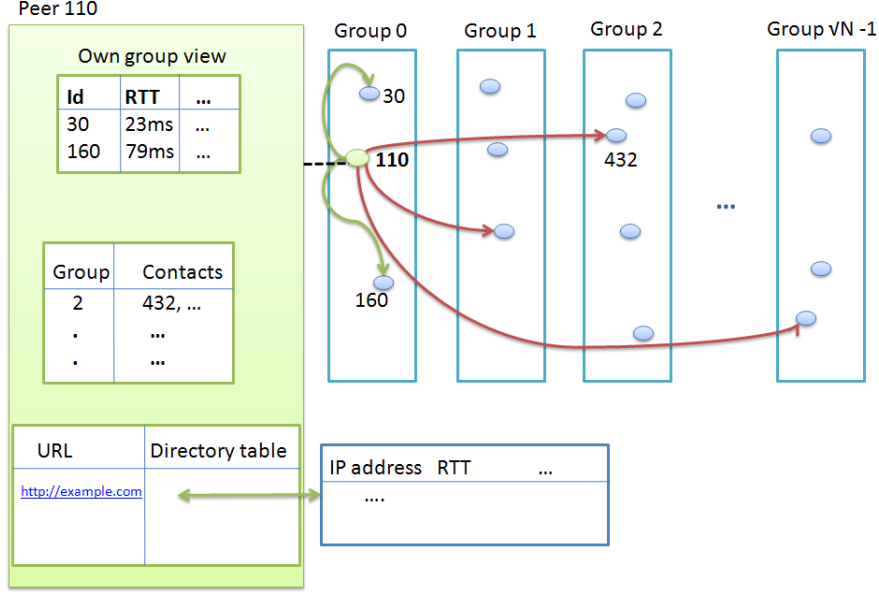 Peer 110
Own group view
Id RTT ...
30 23ms ...
160 79ms ...
Group Contacts
2 432, ...
. ...
. ...
URL Directory table
http://example.com
IP address RTT ...
....
Group 0 Group 1 Group 2 Group √N -1
30
110
432
...
160